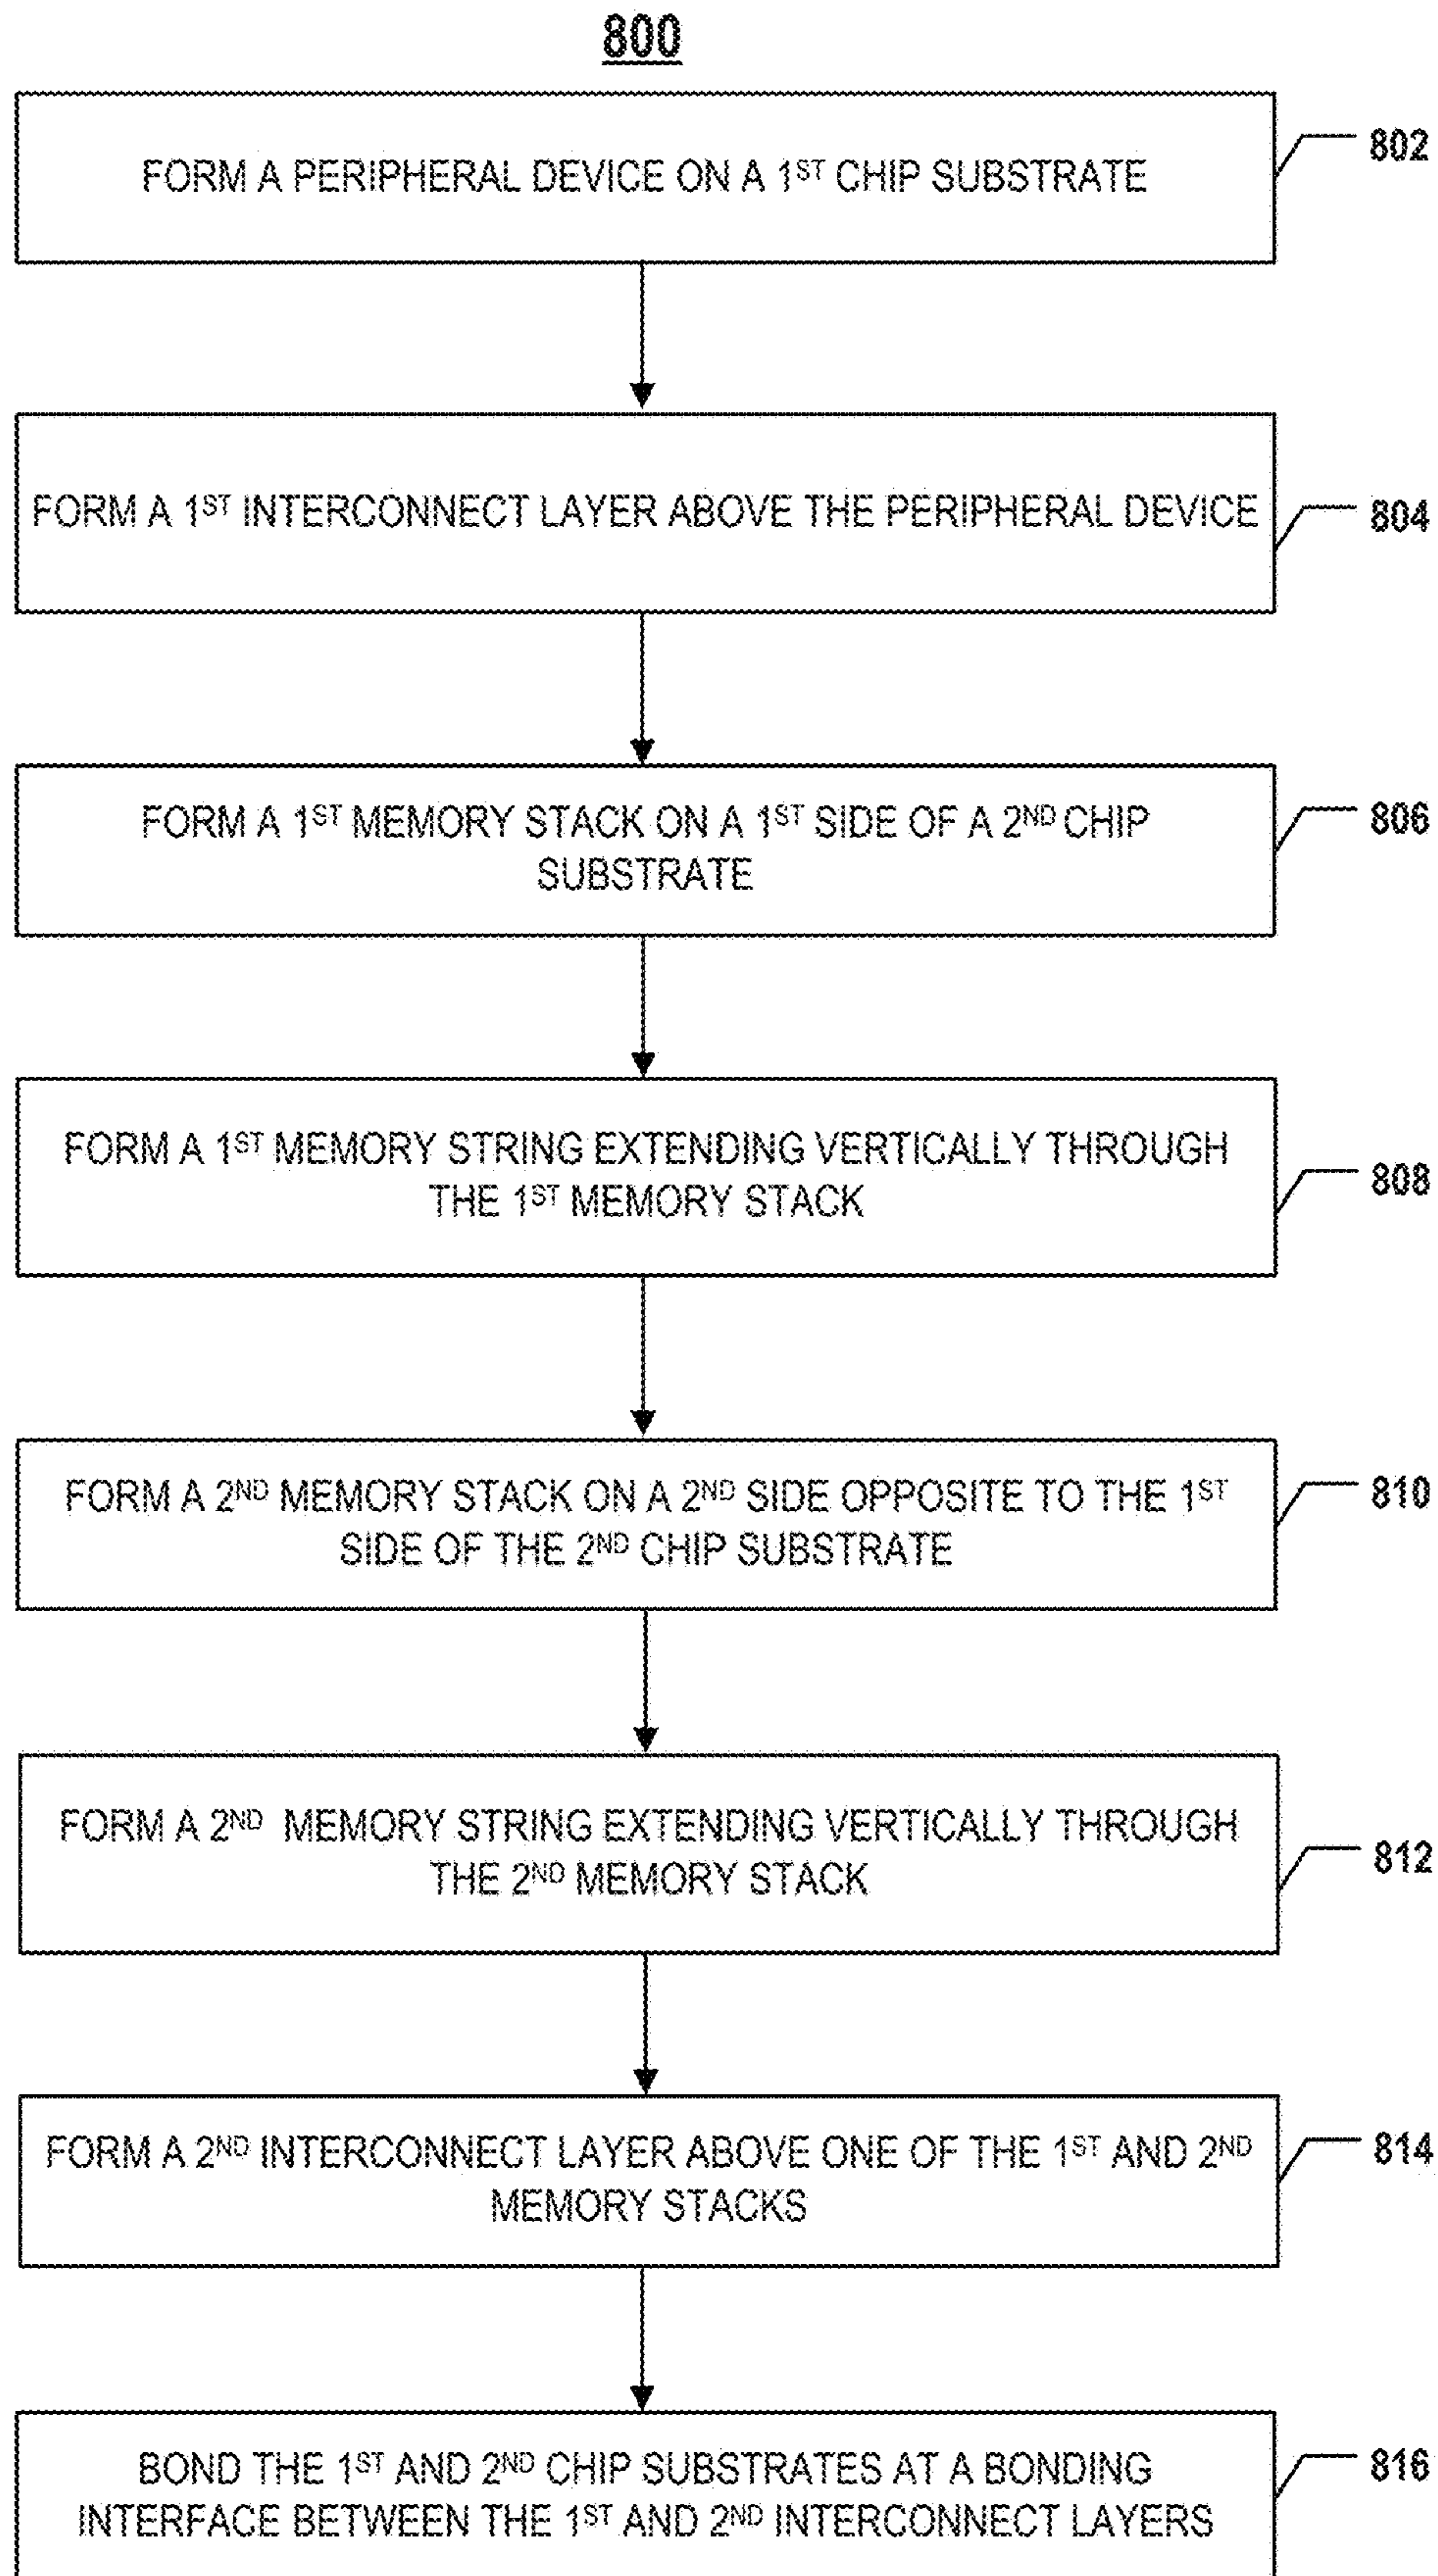 800
FORM A PERIPHERAL DEVICE ON A 1ST CHIP SUBSTRATE
802
FORM A 1ST INTERCONNECT LAYER ABOVE THE PERIPHERAL DEVICE
804
FORM A 1ST MEMORY STACK ON A 1ST SIDE OF A 2ND CHIP
SUBSTRATE
806
FORM A 1ST MEMORY STRING EXTENDING VERTICALLY THROUGH
THE 1ST MEMORY STACK
808
FORM A 2ND MEMORY STACK ON A 2ND SIDE OPPOSITE TO THE 1ST
SIDE OF THE 2ND CHIP SUBSTRATE
810
FORM A 2ND MEMORY STRING EXTENDING VERTICALLY THROUGH
THE 2ND MEMORY STACK
812
FORM A 2ND INTERCONNECT LAYER ABOVE ONE OF THE 1ST AND 2ND
MEMORY STACKS
814
BOND THE 1ST AND 2ND CHIP SUBSTRATES AT A BONDING
INTERFACE BETWEEN THE 1ST AND 2ND INTERCONNECT LAYERS
816